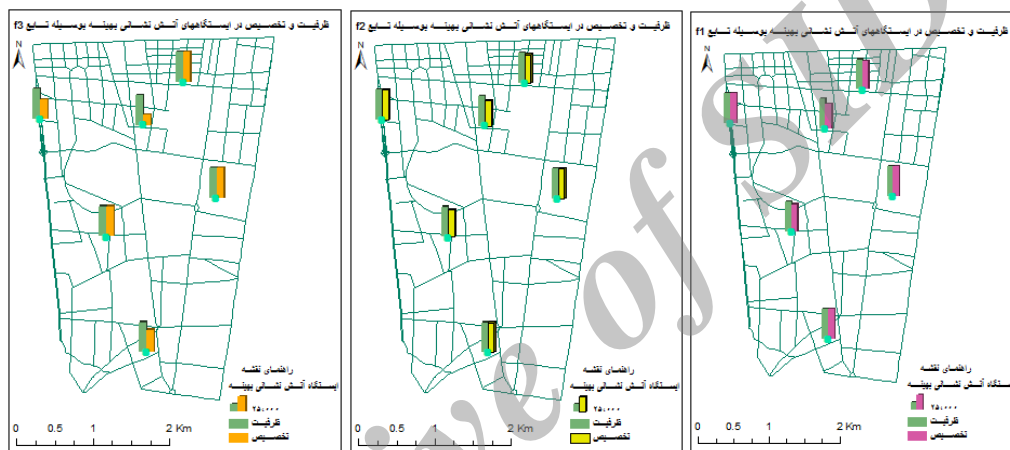 ظرفیت و تخصیص در ایستگاههای آتش نشانی بهینه بوسیله تابع f3
N
راهنمای نقشه
ایستگاه آتش نشانی بهینه
۲۵،۰۰۰
ظرفیت
تخصیص
0 0.5 1 2 Km
ظرفیت و تخصیص در ایستگاههای آتش نشانی بهینه بوسیله تابع f2
N
راهنمای نقشه
ایستگاه آتش نشانی بهینه
۲۵،۰۰۰
ظرفیت
تخصیص
0 0.5 1 2 Km
ظرفیت و تخصیص در ایستگاههای آتش نشانی بهینه بوسیله تابع f1
N
راهنمای نقشه
ایستگاه آتش نشانی بهینه
۲۵،۰۰۰
ظرفیت
تخصیص
0 0.5 1 2 Km
ive of SID